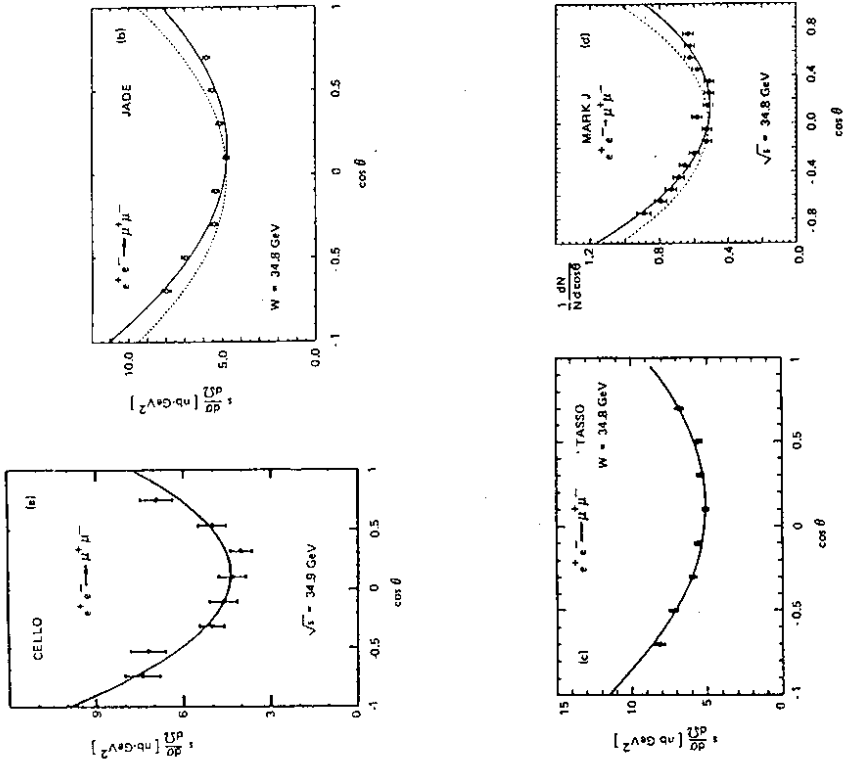 (a)
CELLO
e⁺ e⁻ → μ⁺ μ⁻
√s = 34.9 GeV
s dσ/dΩ [ nb·GeV² ]
9
6
3
0
-1
-0.5
0
0.5
1
cos θ
(b)
JADE
e⁺ e⁻ → μ⁺ μ⁻
W = 34.8 GeV
s dσ/dΩ [ nb·GeV² ]
10.0
5.0
0.0
-1
-0.5
0
0.5
1
cos θ
(c)
TASSO
e⁺ e⁻ → μ⁺ μ⁻
W = 34.8 GeV
s dσ/dΩ [ nb GeV² ]
15
10
5
0
-1
-0.5
0
0.5
1
cos θ
(d)
MARK J
e⁺ e⁻ → μ⁺ μ⁻
√s = 34.8 GeV
1/N dN/d cos θ
1.2
0.8
0.4
0.0
-0.8
-0.4
0.0
0.4
0.8
cos θ